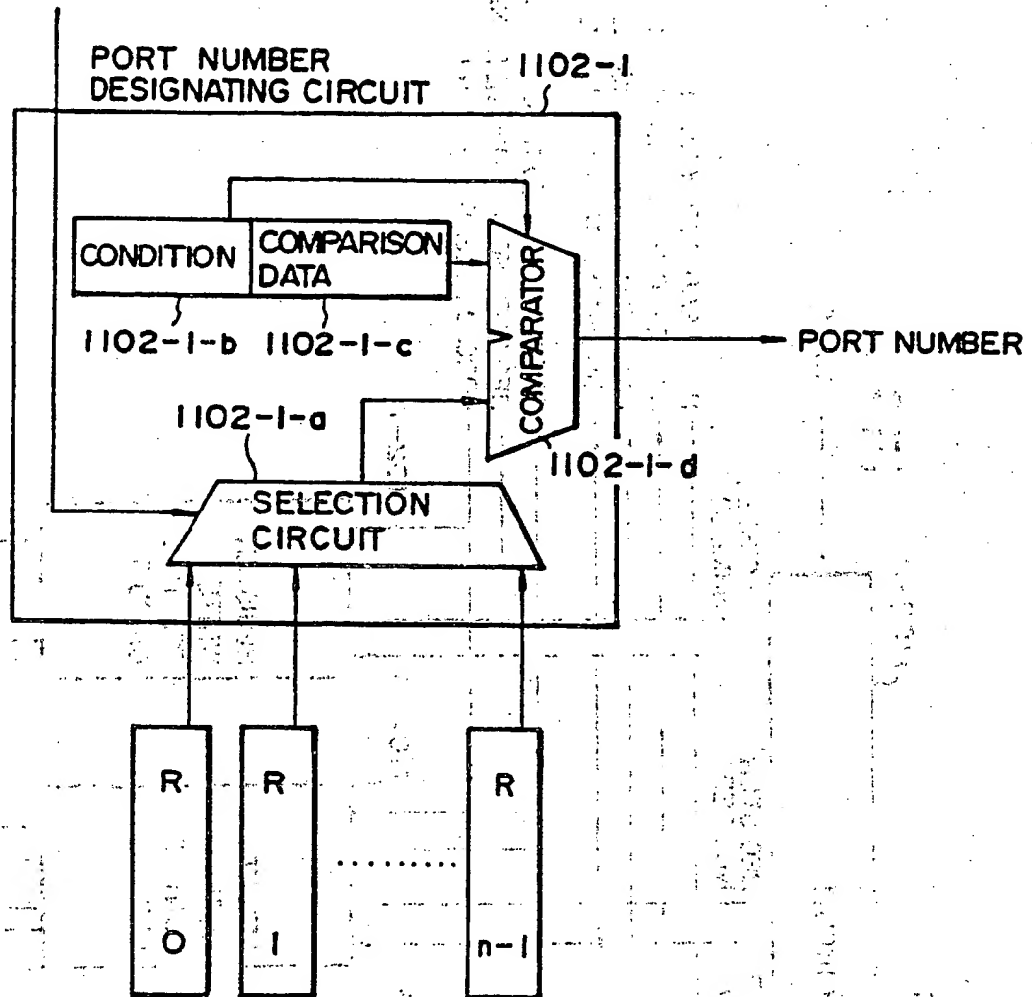 PORT NUMBER
DESIGNATING CIRCUIT
1102-1
CONDITION
COMPARISON
DATA
1102-1-b
1102-1-c
COMPARATOR
PORT NUMBER
1102-1-a
1102-1-d
SELECTION
CIRCUIT
R
R
R
0
1
n-1